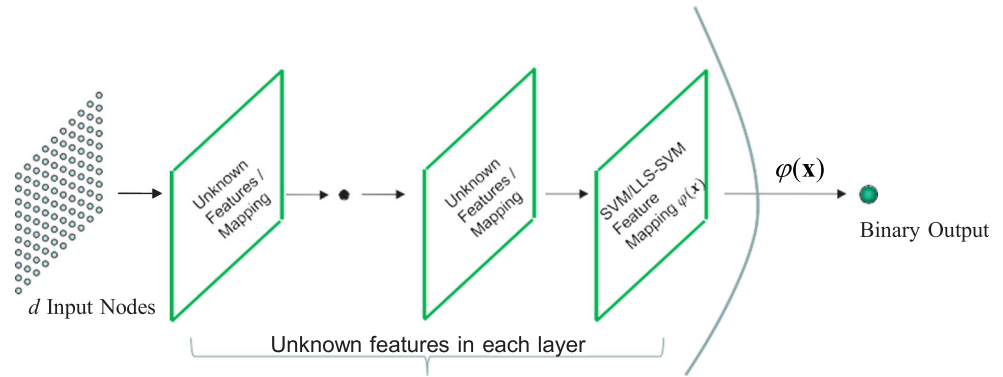 d Input Nodes
Unknown
Features /
Mapping
Unknown
Features /
Mapping
SVM/LLS-SVM
Feature
Mapping φ(x)
φ(x)
Binary Output
Unknown features in each layer